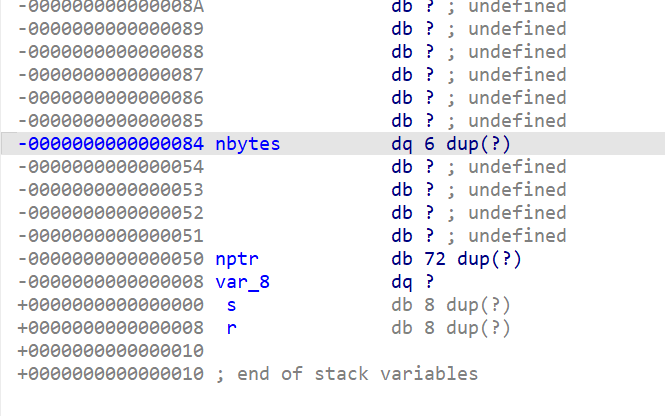 -000000000000008A db ? ; undefined
-0000000000000089 db ? ; undefined
-0000000000000088 db ? ; undefined
-0000000000000087 db ? ; undefined
-0000000000000086 db ? ; undefined
-0000000000000085 db ? ; undefined
-0000000000000084 nbytes dq 6 dup(?)
-0000000000000054 db ? ; undefined
-0000000000000053 db ? ; undefined
-0000000000000052 db ? ; undefined
-0000000000000051 db ? ; undefined
-0000000000000050 nptr db 72 dup(?)
-0000000000000008 var_8 dq ?
+0000000000000000 s db 8 dup(?)
+0000000000000008 r db 8 dup(?)
+0000000000000010
+0000000000000010 ; end of stack variables